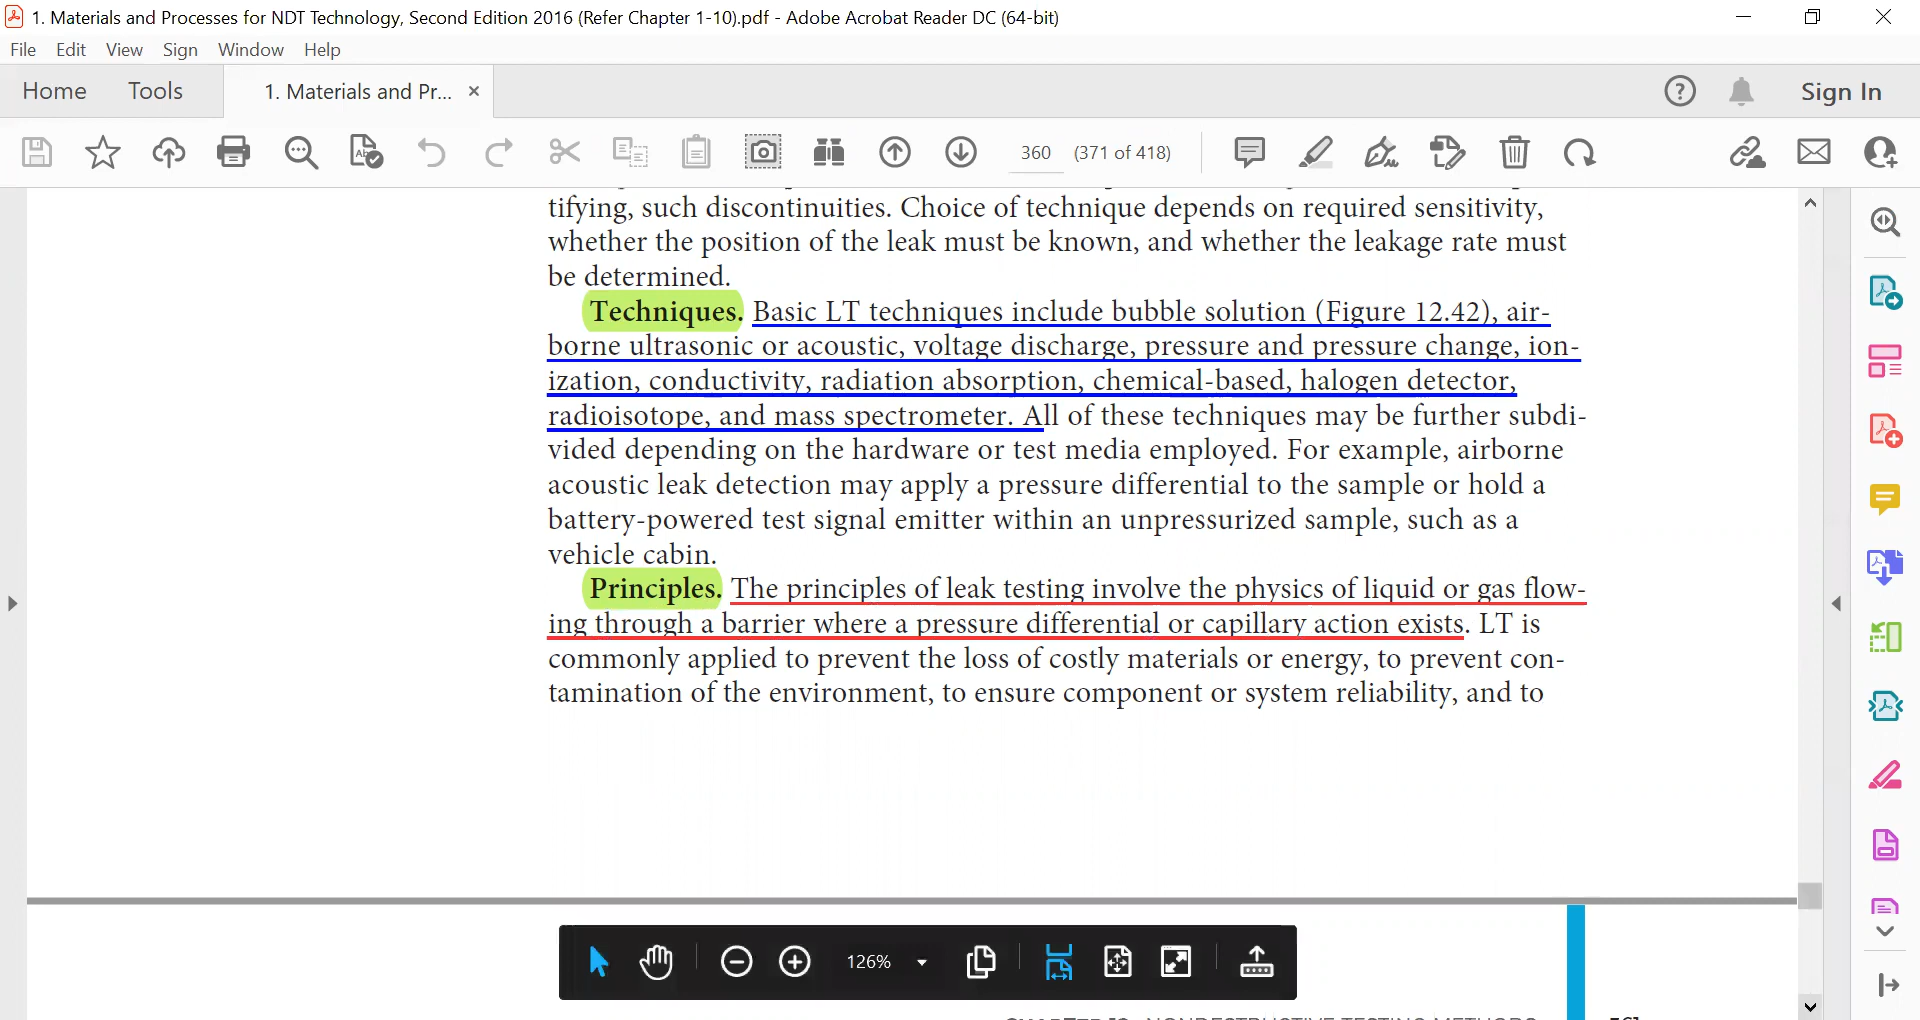 1. Materials and Processes for NDT Technology, Second Edition 2016 (Refer Chapter 1-10).pdf - Adobe Acrobat Reader DC (64-bit)
File Edit View Sign Window Help
Home Tools 1. Materials and Pr... × Sign In
360 (371 of 418)
tifying, such discontinuities. Choice of technique depends on required sensitivity,
whether the position of the leak must be known, and whether the leakage rate must
be determined.
Techniques. Basic LT techniques include bubble solution (Figure 12.42), air-
borne ultrasonic or acoustic, voltage discharge, pressure and pressure change, ion-
ization, conductivity, radiation absorption, chemical-based, halogen detector,
radioisotope, and mass spectrometer. All of these techniques may be further subdi-
vided depending on the hardware or test media employed. For example, airborne
acoustic leak detection may apply a pressure differential to the sample or hold a
battery-powered test signal emitter within an unpressurized sample, such as a
vehicle cabin.
Principles. The principles of leak testing involve the physics of liquid or gas flow-
ing through a barrier where a pressure differential or capillary action exists. LT is
commonly applied to prevent the loss of costly materials or energy, to prevent con-
tamination of the environment, to ensure component or system reliability, and to
126%